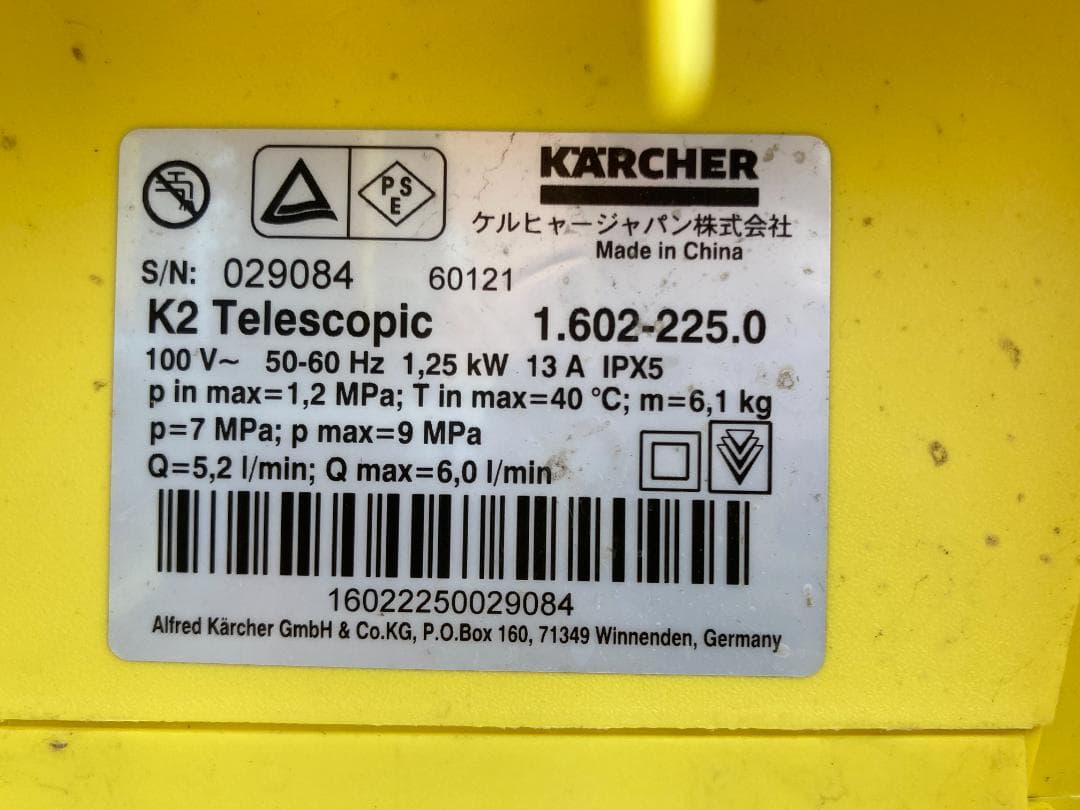 PSE
KÄRCHER
ケルヒャージャパン株式会社
Made in China
S/N: 029084 60121
K2 Telescopic 1.602-225.0
100 V~ 50-60 Hz 1,25 kW 13 A IPX5
p in max=1,2 MPa; T in max=40 °C; m=6,1 kg
p=7 MPa; p max=9 MPa
Q=5,2 l/min; Q max=6,0 l/min
16022250029084
Alfred Kärcher GmbH & Co.KG, P.O.Box 160, 71349 Winnenden, Germany